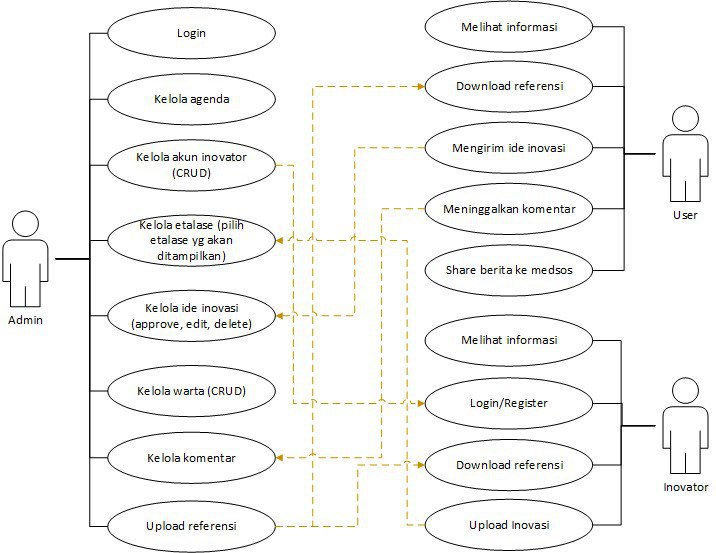 Login
Kelola agenda
Kelola akun inovator
(CRUD)
Kelola etalase (pilih
etalase yg akan
ditampilkan)
Kelola ide inovasi
(approve, edit, delete)
Kelola warta (CRUD)
Kelola komentar
Upload referensi
Admin
Melihat informasi
Download referensi
Mengirim ide inovasi
Meninggalkan komentar
Share berita ke medsos
User
Melihat informasi
Login/Register
Download referensi
Upload Inovasi
Inovator